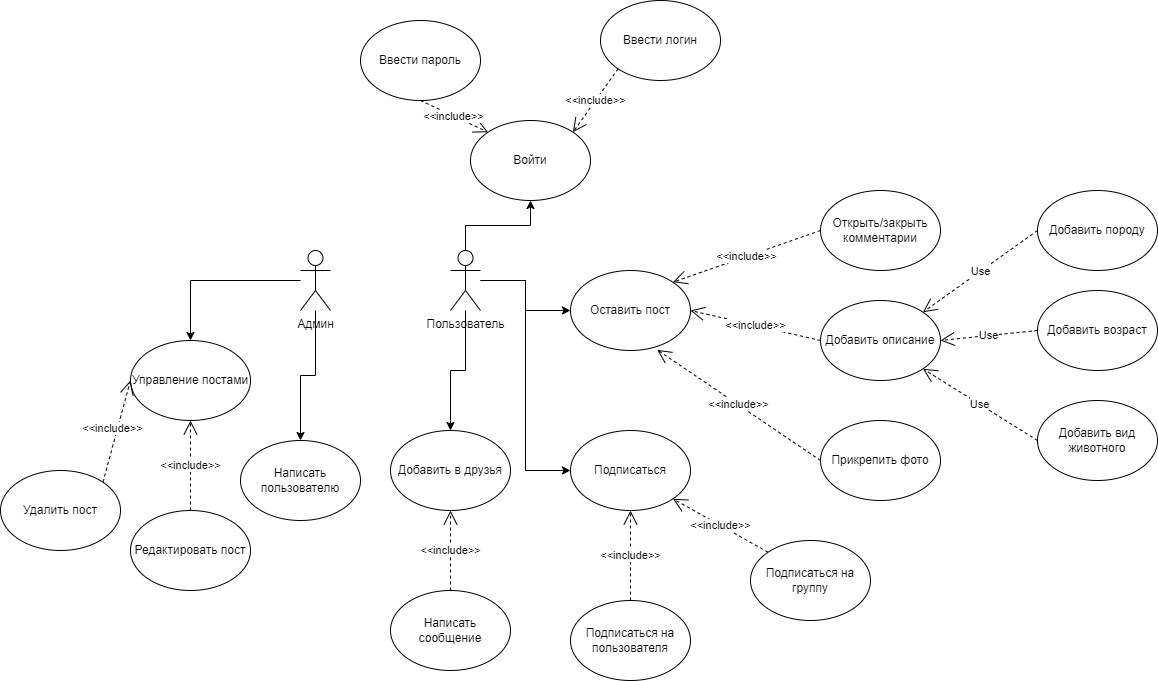 Ввести логин
Ввести пароль
<<include>>
<<include>>
Войти
Открыть/закрыть
комментарии
Добавить породу
<<include>>
Use
Админ
Пользователь
Оставить пост
<<include>>
Добавить описание
Use
Добавить возраст
Управление постами
<<include>>
Use
<<include>>
Добавить вид
животного
<<include>>
Написать
пользователю
Добавить в друзья
Подписаться
Прикрепить фото
Удалить пост
<<include>>
Редактировать пост
<<include>>
<<include>>
Подписаться на
группу
Написать
сообщение
Подписаться на
пользователя